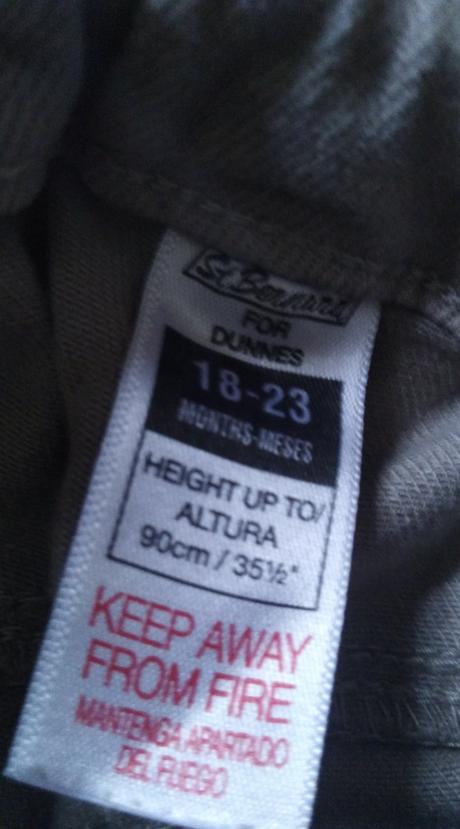 St. Bernard
FOR
DUNNES
18-23
MONTHS-MESES
HEIGHT UP TO/
ALTURA
90cm / 35½"
KEEP AWAY
FROM FIRE
MANTENGA APARTADO
DEL FUEGO